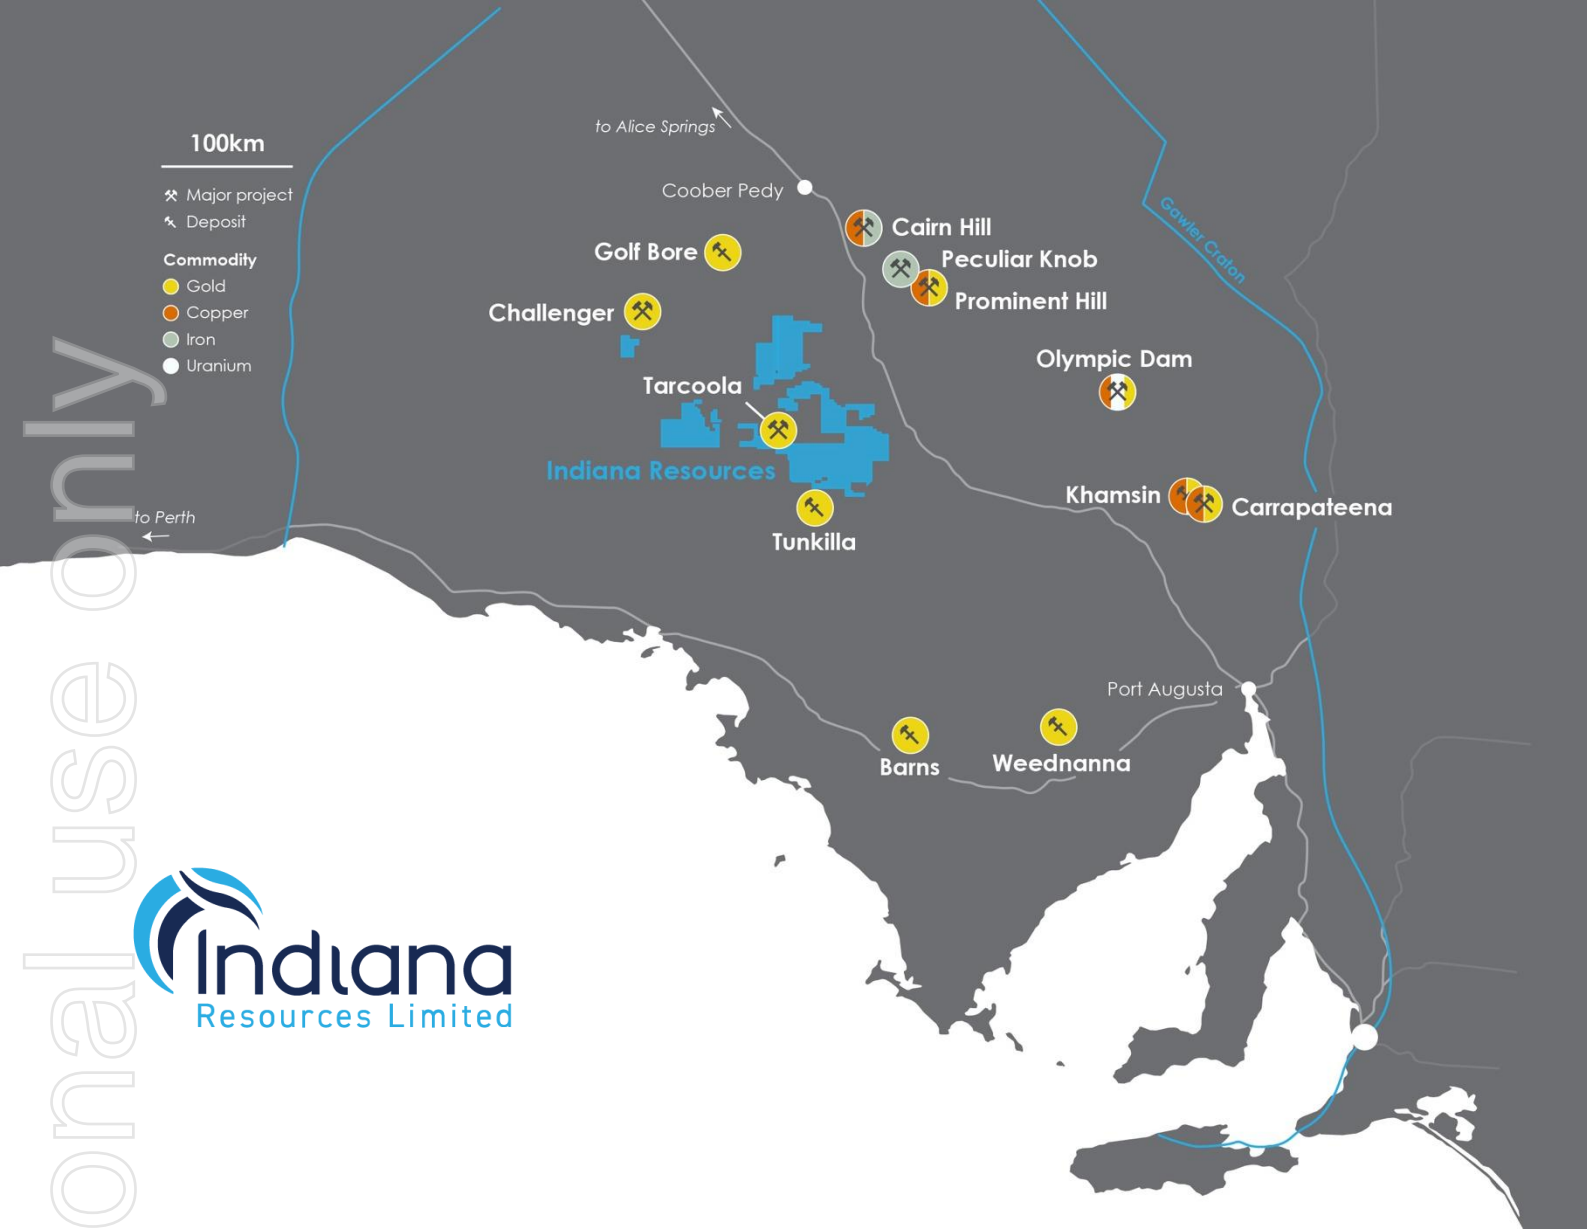 100km
Major project
Deposit
Commodity
Gold
Copper
Iron
Uranium
to Alice Springs
Coober Pedy
Cairn Hill
Golf Bore
Peculiar Knob
Prominent Hill
Challenger
Gawler Craton
Olympic Dam
Tarcoola
Indiana Resources
Khamsin
Carrapateena
Tunkilla
to Perth
Port Augusta
Barns
Weednanna
Indiana
Resources Limited
onal use only